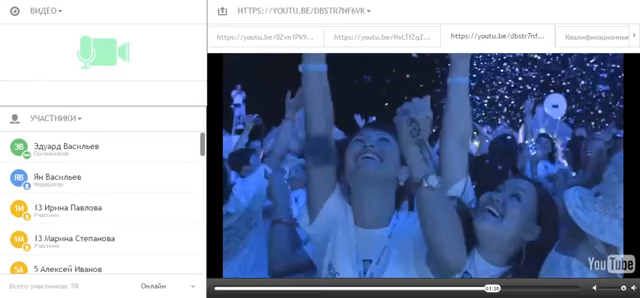 ВИДЕО
HTTPS://YOUTU.BE/DBSTR7NF6VK
https://youtu.be/0Zvn1Pk9...
https://youtu.be/NxLTfZqZ...
https://youtu.be/dbstr7nf...
Квалификационные
УЧАСТНИКИ
ЭВ
Эдуард Васильев
Организатор
ЯВ
Ян Васильев
Модератор
1И
13 Ирина Павлова
Участник
1М
13 Марина Степанова
Участник
5А
5 Алексей Иванов
Всего участников: 59
Онлайн
YouTube
01:10